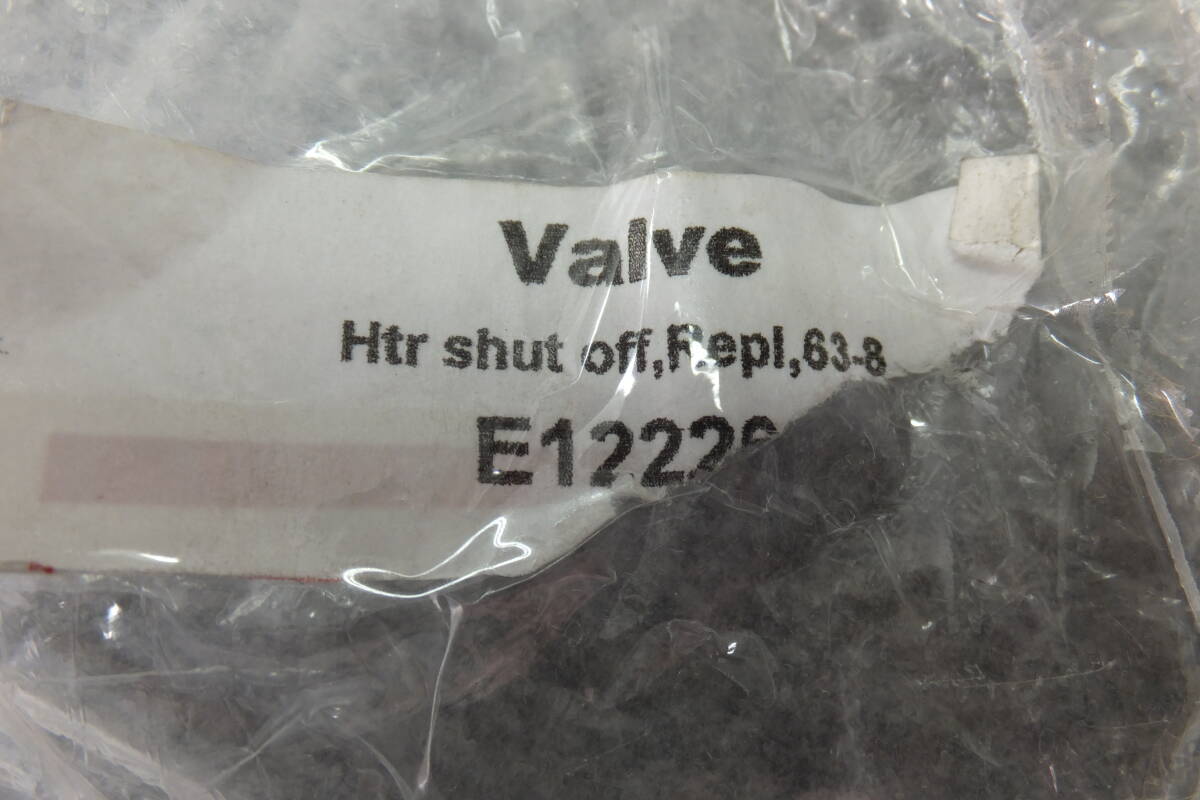 Valve
Htr shut off,Repl,63-8